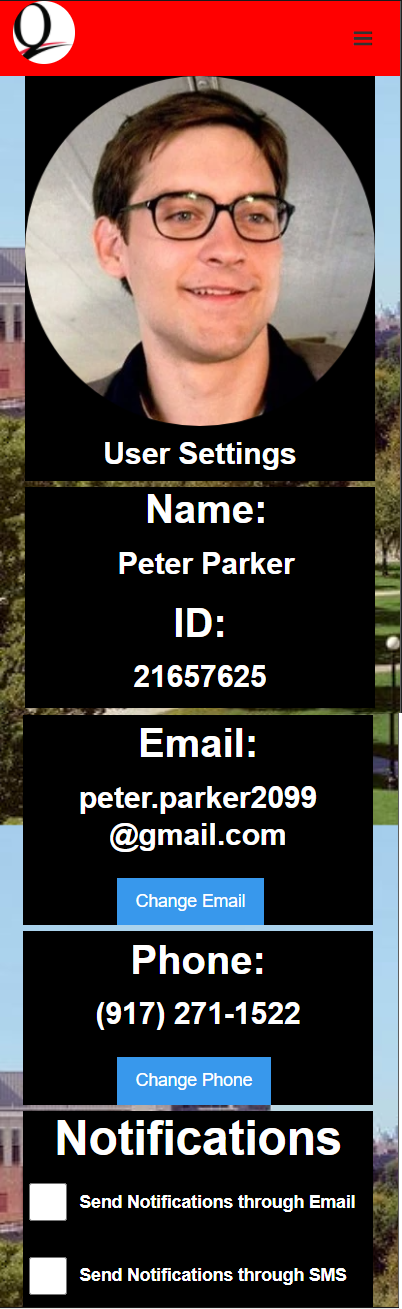 Q
User Settings
Name:
Peter Parker
ID:
21657625
Email:
peter.parker2099
@gmail.com
Change Email
Phone:
(917) 271-1522
Change Phone
Notifications
Send Notifications through Email
Send Notifications through SMS